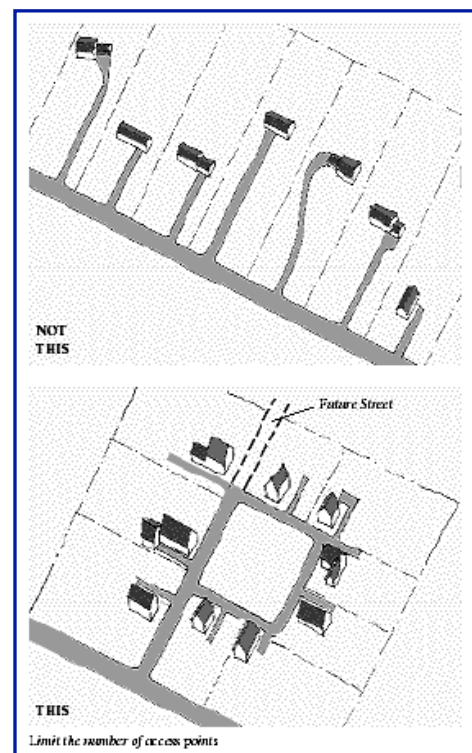 NOT
THIS
Future Street
THIS
Limit the number of access points